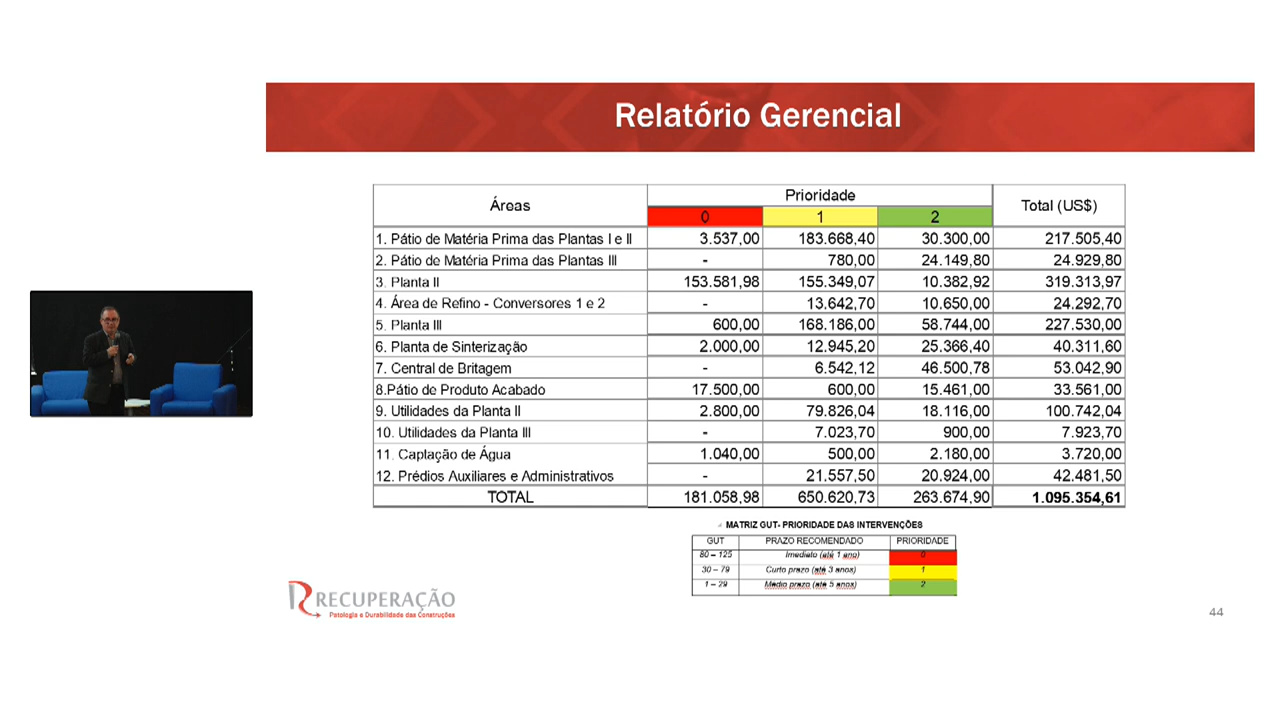 Relatório Gerencial
Áreas Prioridade Total (US$)
0 1 2
1. Pátio de Matéria Prima das Plantas I e II 3.537,00 183.668,40 30.300,00 217.505,40
2. Pátio de Matéria Prima das Plantas III - 780,00 24.149,80 24.929,80
3. Planta II 153.581,98 155.349,07 10.382,92 319.313,97
4. Área de Refino - Conversores 1 e 2 - 13.642,70 10.650,00 24.292,70
5. Planta III 600,00 168.186,00 58.744,00 227.530,00
6. Planta de Sinterização 2.000,00 12.945,20 25.366,40 40.311,60
7. Central de Britagem - 6.542,12 46.500,78 53.042,90
8.Pátio de Produto Acabado 17.500,00 600,00 15.461,00 33.561,00
9. Utilidades da Planta II 2.800,00 79.826,04 18.116,00 100.742,04
10. Utilidades da Planta III - 7.023,70 900,00 7.923,70
11. Captação de Água 1.040,00 500,00 2.180,00 3.720,00
12. Prédios Auxiliares e Administrativos - 21.557,50 20.924,00 42.481,50
TOTAL 181.058,98 650.620,73 263.674,90 1.095.354,61
MATRIZ GUT- PRIORIDADE DAS INTERVENÇÕES
GUT PRAZO RECOMENDADO PRIORIDADE
80 – 125 Imediato (até 1 ano) 0
30 – 79 Curto prazo (até 3 anos) 1
1 – 29 Médio prazo (até 5 anos) 2
RECUPERAÇÃO
Patologia e Durabilidade das Construções
44